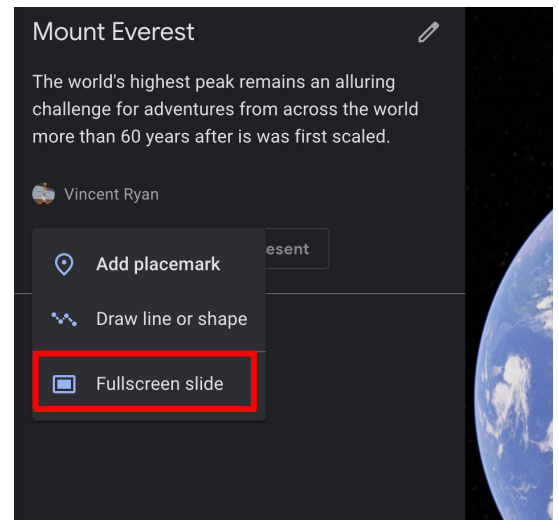 Mount Everest
The world's highest peak remains an alluring
challenge for adventures from across the world
more than 60 years after is was first scaled.
Vincent Ryan
esent
Add placemark
Draw line or shape
Fullscreen slide